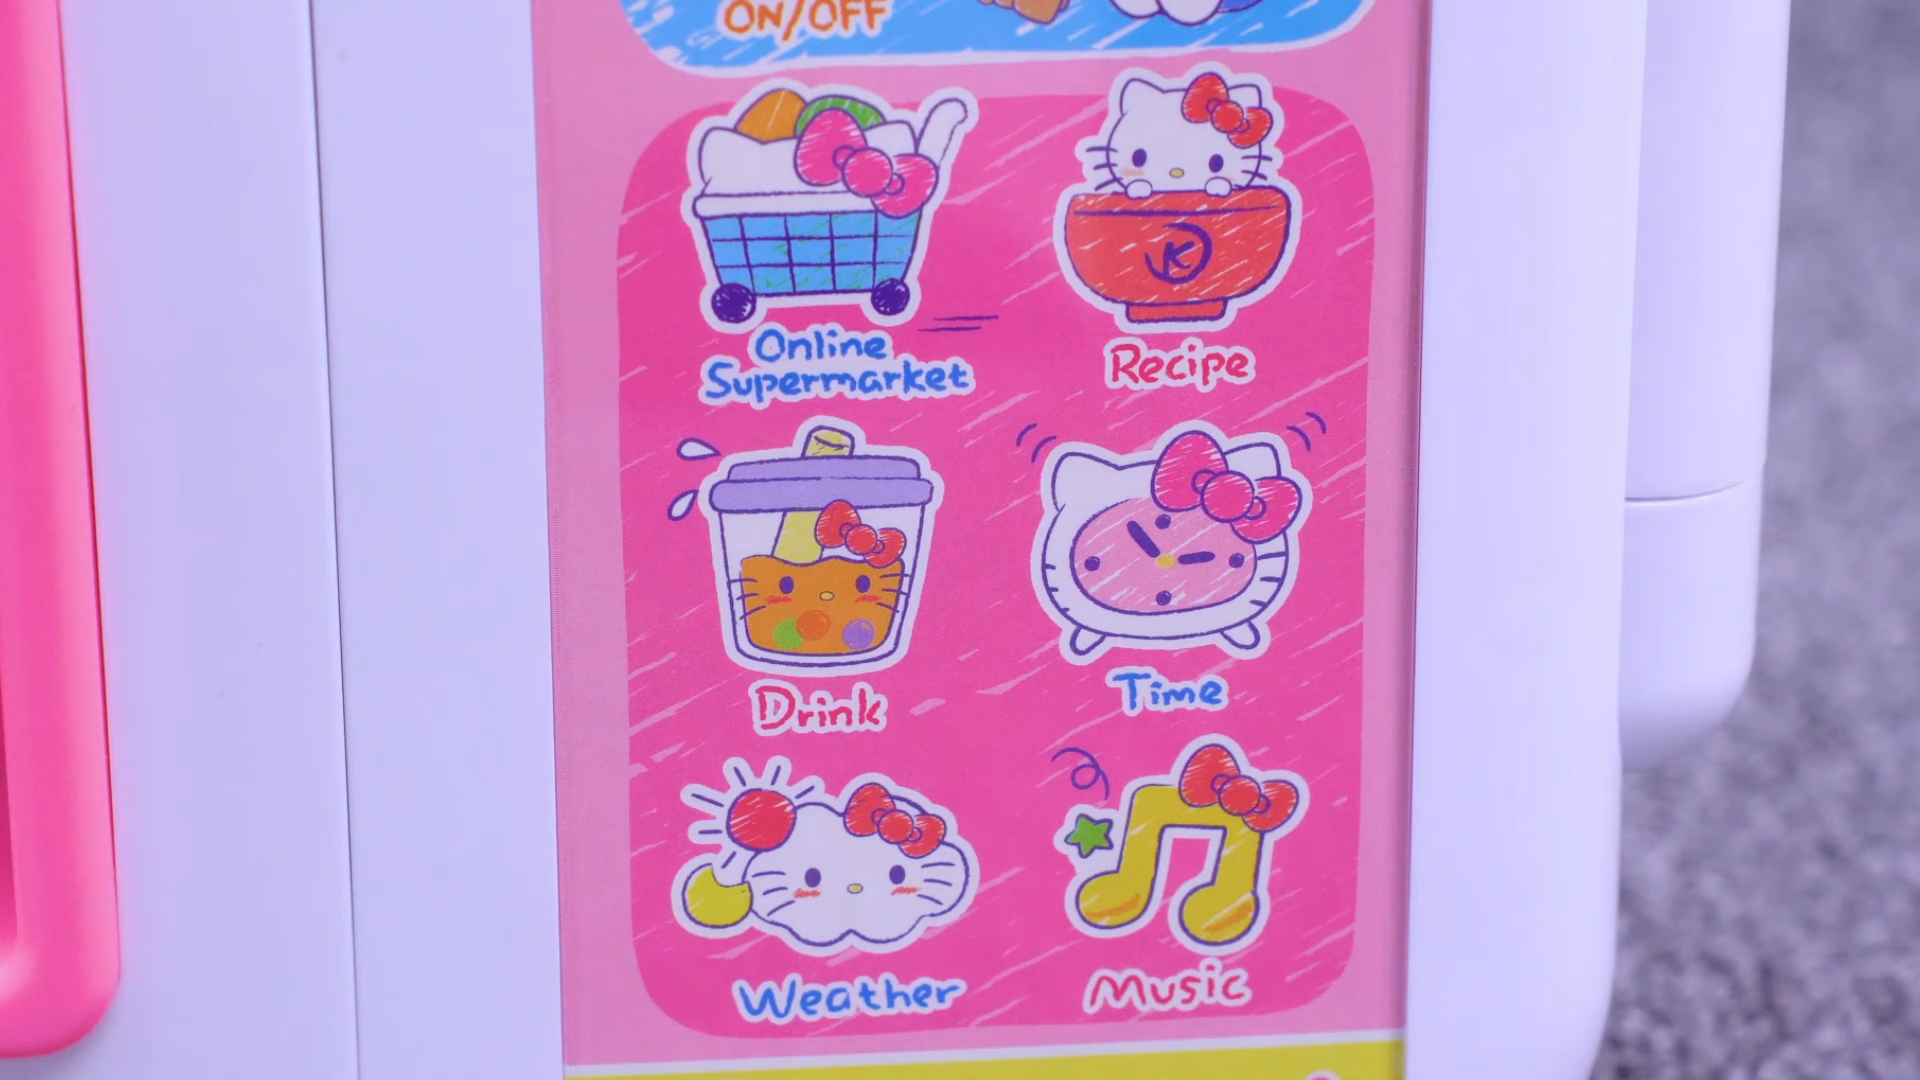 ON/OFF
Online
Supermarket
K
Recipe
Drink
Time
Weather
Music